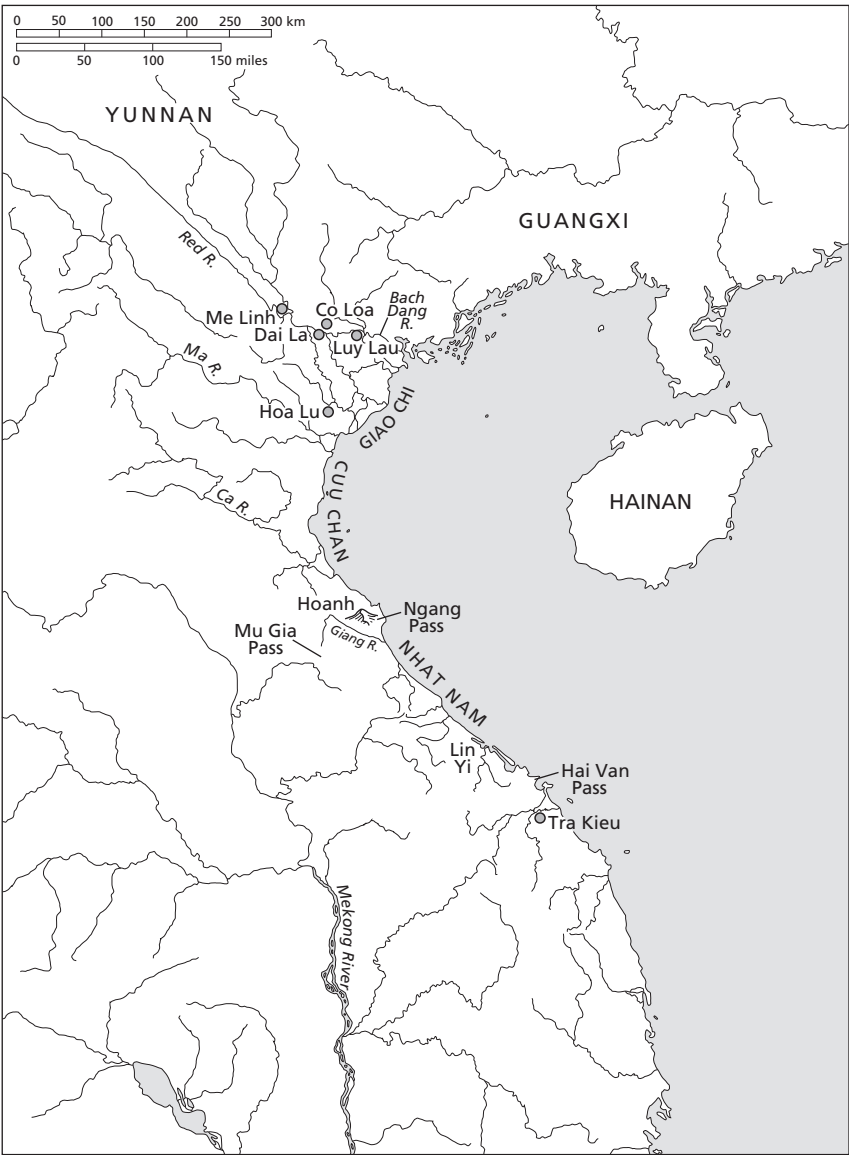 0 50 100 150 200 250 300 km
0 50 100 150 miles
YUNNAN
GUANGXI
Red R.
Bach
Dang
R.
Me Linh
Co Loa
Dai La
Luy Lau
Ma R.
Hoa Lu
GIAO CHI
CUU CHAN
HAINAN
Ca R.
Hoanh
Ngang
Pass
Mu Gia
Pass
Giang R.
NHAT NAM
Lin
Yi
Hai Van
Pass
Tra Kieu
Mekong River